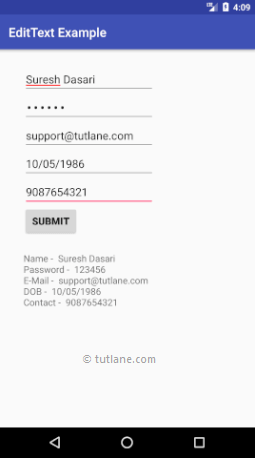 4:09
EditText Example
Suresh Dasari
••••••
support@tutlane.com
10/05/1986
9087654321
SUBMIT
Name - Suresh Dasari
Password - 123456
E-Mail - support@tutlane.com
DOB - 10/05/1986
Contact - 9087654321
© tutlane.com